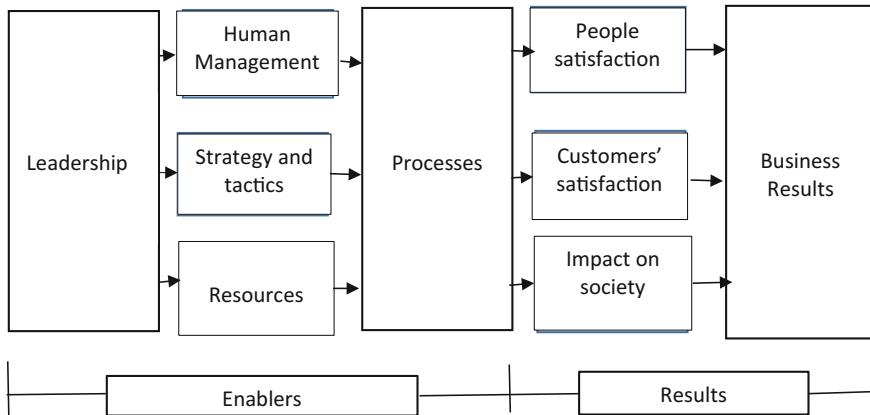 Leadership
Human
Management
Strategy and
tactics
Resources
Processes
People
satisfaction
Customers’
satisfaction
Impact on
society
Business
Results
Enablers
Results